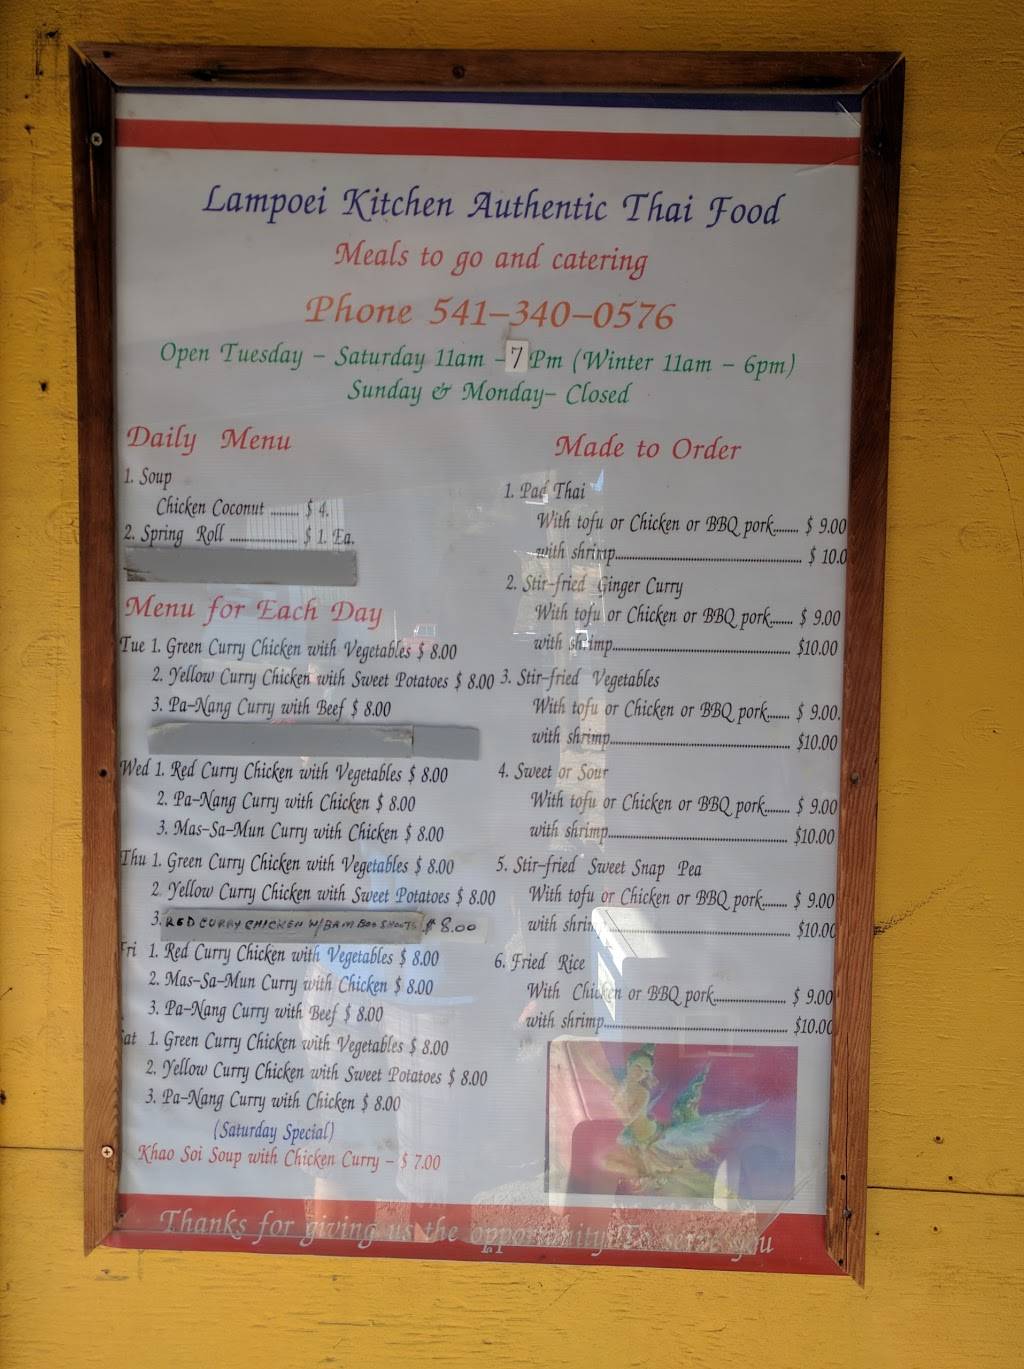 Lampoei Kitchen Authentic Thai Food
Meals to go and catering
Phone 541-340-0576
Open Tuesday - Saturday 11am - 7 Pm (Winter 11am - 6pm)
Sunday & Monday- Closed
Daily Menu
1. Soup
Chicken Coconut ......... $ 4.
2. Spring Roll ..................... $ 1. Ea.
Menu for Each Day
Tue 1. Green Curry Chicken with Vegetables $ 8.00
2. Yellow Curry Chicken with Sweet Potatoes $ 8.00
3. Pa-Nang Curry with Beef $ 8.00
Wed 1. Red Curry Chicken with Vegetables $ 8.00
2. Pa-Nang Curry with Chicken $ 8.00
3. Mas-Sa-Mun Curry with Chicken $ 8.00
Thu 1. Green Curry Chicken with Vegetables $ 8.00
2. Yellow Curry Chicken with Sweet Potatoes $ 8.00
3. RED CURRY CHICKEN W/BAMBOO SHOOTS $ 8.00
Fri 1. Red Curry Chicken with Vegetables $ 8.00
2. Mas-Sa-Mun Curry with Chicken $ 8.00
3. Pa-Nang Curry with Beef $ 8.00
Sat 1. Green Curry Chicken with Vegetables $ 8.00
2. Yellow Curry Chicken with Sweet Potatoes $ 8.00
3. Pa-Nang Curry with Chicken $ 8.00
(Saturday Special)
Khao Soi Soup with Chicken Curry - $ 7.00
Made to Order
1. Pad Thai
With tofu or Chicken or BBQ pork........ $ 9.00
with shrimp.......................................................... $ 10.0
2. Stir-fried Ginger Curry
With tofu or Chicken or BBQ pork....... $ 9.00
with shrimp........................................................ $10.00
3. Stir-fried Vegetables
With tofu or Chicken or BBQ pork....... $ 9.00.
with shrimp........................................................ $10.00
4. Sweet or Sour
With tofu or Chicken or BBQ pork........ $ 9.00
with shrimp......................................................... $10.00
5. Stir-fried Sweet Snap Pea
With tofu or Chicken or BBQ pork........ $ 9.00
with shrimp......................................................... $10.00
6. Fried Rice
With Chicken or BBQ pork....................... $ 9.00
with shrimp......................................................... $10.00
Thanks for giving us the opportunity To serve you